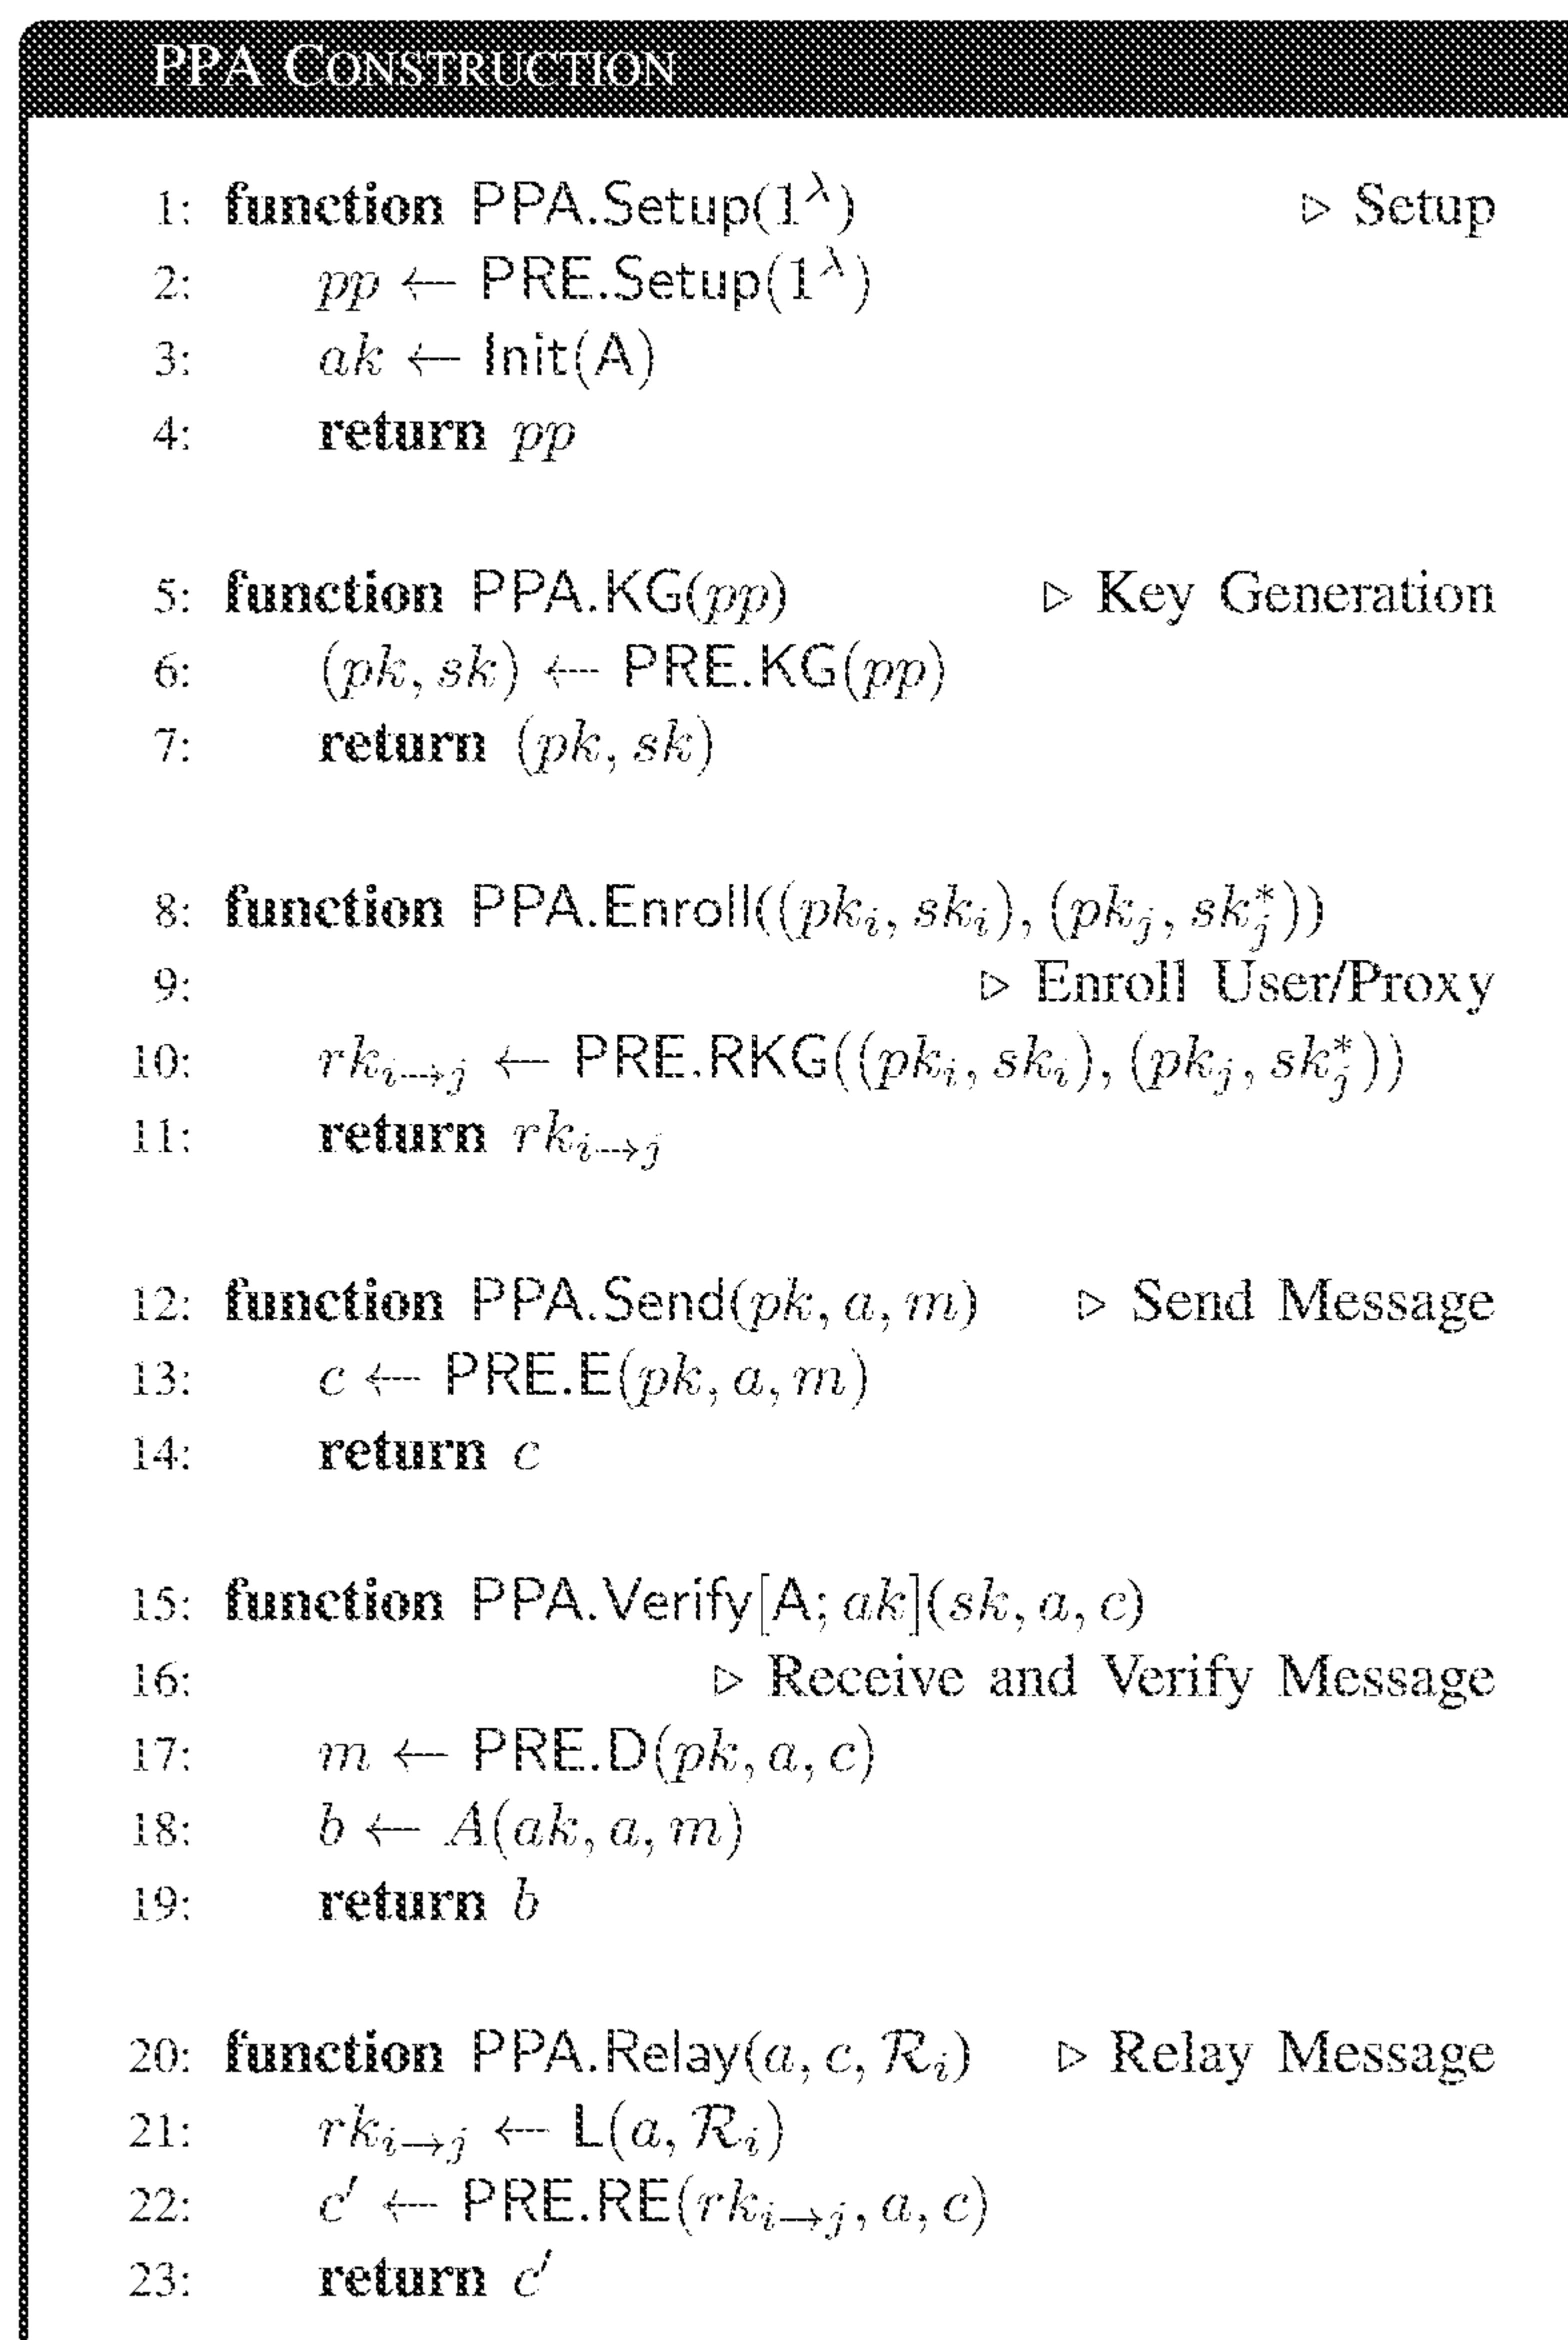 PPA CONSTRUCTION
1: function PPA.Setup(1^λ) ▷ Setup
2: pp ← PRE.Setup(1^λ)
3: ak ← Init(A)
4: return pp
5: function PPA.KG(pp) ▷ Key Generation
6: (pk, sk) ← PRE.KG(pp)
7: return (pk, sk)
8: function PPA.Enroll((pk_i, sk_i), (pk_j, sk_j^*))
9: ▷ Enroll User/Proxy
10: rk_{i→j} ← PRE.RKG((pk_i, sk_i), (pk_j, sk_j^*))
11: return rk_{i→j}
12: function PPA.Send(pk, a, m) ▷ Send Message
13: c ← PRE.E(pk, a, m)
14: return c
15: function PPA.Verify[A; ak](sk, a, c)
16: ▷ Receive and Verify Message
17: m ← PRE.D(pk, a, c)
18: b ← A(ak, a, m)
19: return b
20: function PPA.Relay(a, c, ℛ_i) ▷ Relay Message
21: rk_{i→j} ← L(a, ℛ_i)
22: c′ ← PRE.RE(rk_{i→j}, a, c)
23: return c′